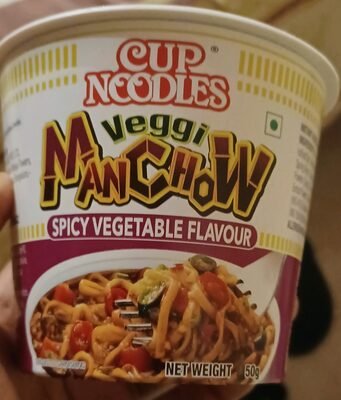 CUP
NOODLES®
Veggi
MANCHOW
SPICY VEGETABLE FLAVOUR
NET WEIGHT 50g